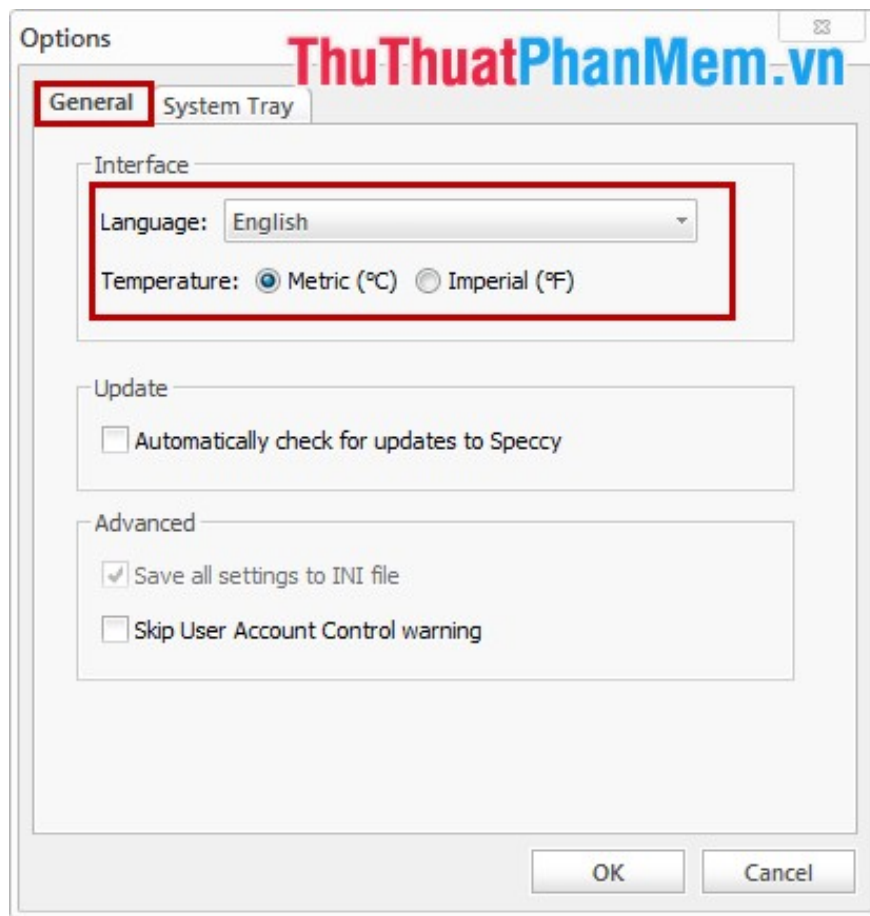 Options
ThuThuatPhanMem.vn
General System Tray
Interface
Language: English
Temperature: Metric (°C) Imperial (°F)
Update
Automatically check for updates to Speccy
Advanced
Save all settings to INI file
Skip User Account Control warning
OK Cancel